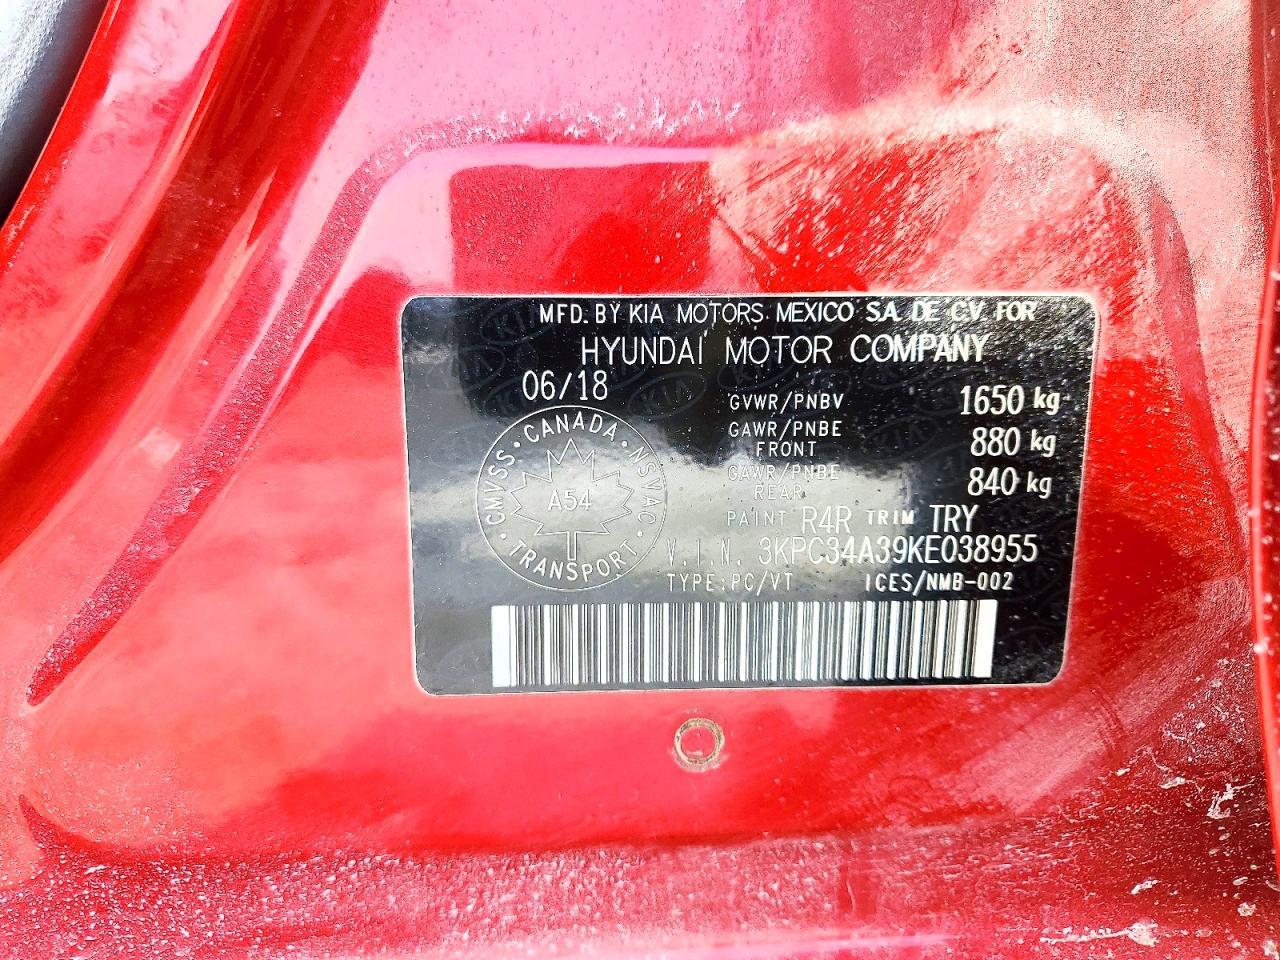 MFD. BY KIA MOTORS MEXICO S.A. DE C.V. FOR
HYUNDAI MOTOR COMPANY
06/18
GVWR/PNBV 1650 kg
GAWR/PNBE FRONT 880 kg
GAWR/PNBE REAR 840 kg
CMVSS · CANADA · NSVAC · TRANSPORT ·
A54
PAINT R4R TRIM TRY
V.I.N. 3KPC34A39KE038955
TYPE:PC/VT ICES/NMB-002